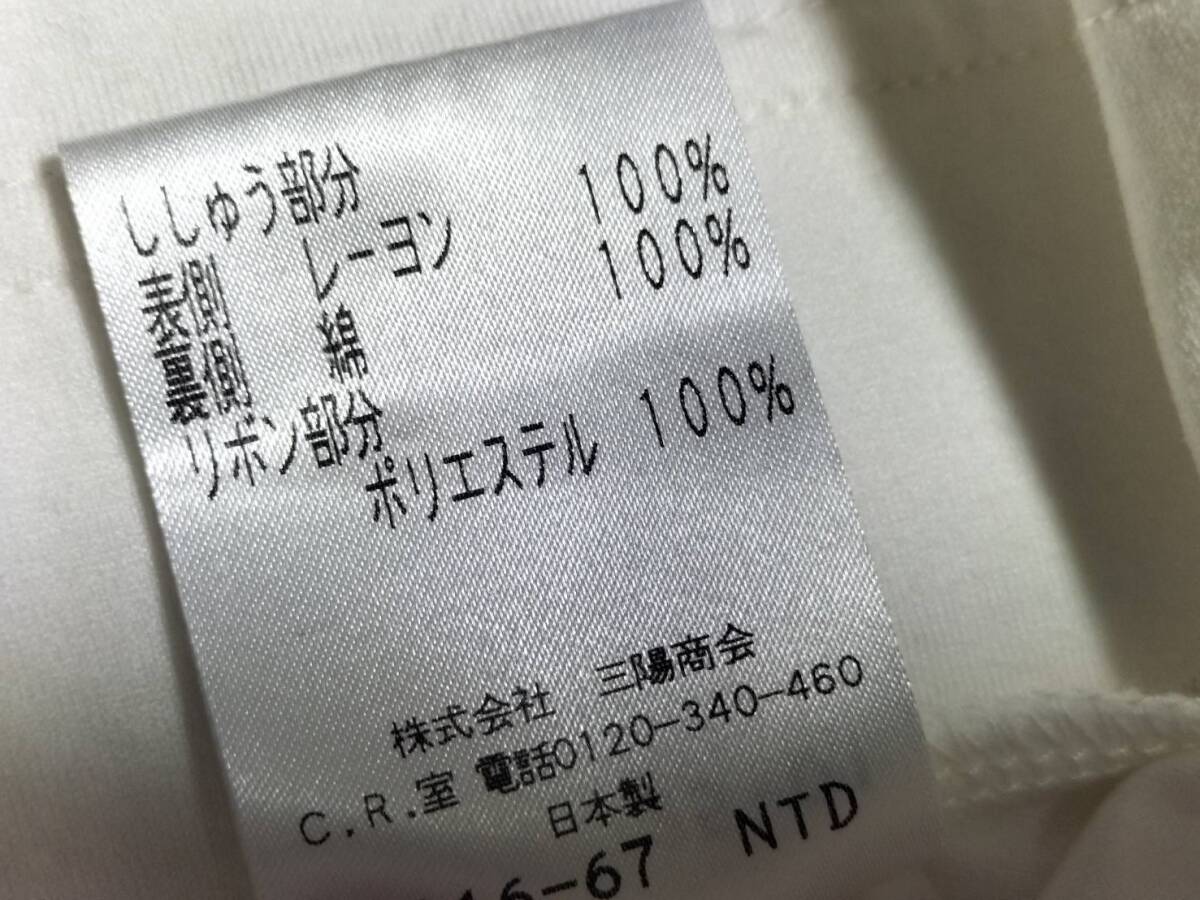 ししゅう部分
表側 レーヨン 100%
裏側 綿 100%
リボン部分
ポリエステル 100%
株式会社 三陽商会
C.R.室 電話0120-340-460
日本製
16-67 NTD